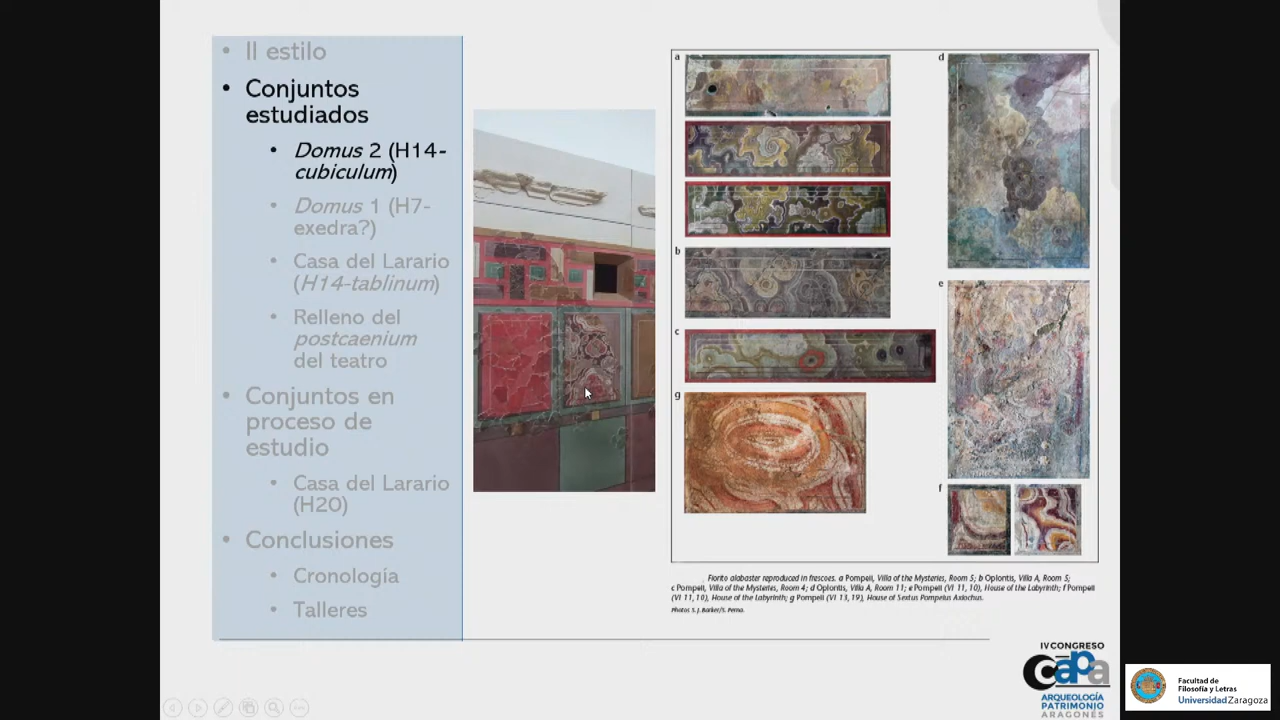 • II estilo
• Conjuntos
estudiados
• Domus 2 (H14-
cubiculum)
• Domus 1 (H7-
exedra?)
• Casa del Larario
(H14-tablinum)
• Relleno del
postcaenium
del teatro
• Conjuntos en
proceso de
estudio
• Casa del Larario
(H20)
• Conclusiones
• Cronología
• Talleres
a
b
c
g
d
e
f
Fiorito alabaster reproduced in frescoes. a Pompeii, Villa of the Mysteries, Room 5; b Oplontis, Villa A, Room 5;
c Pompeii, Villa of the Mysteries, Room 4; d Oplontis, Villa A, Room 11; e Pompeii (VI 11, 10), House of the Labyrinth; f Pompeii
(VI 11, 10), House of the Labyrinth; g Pompeii (VI 13, 19), House of Sextus Pompeius Axiochus.
Photos S. J. Barker/S. Perna.
IV CONGRESO
capa
ARQUEOLOGÍA
PATRIMONIO
ARAGONÉS
Facultad de
Filosofía y Letras
Universidad Zaragoza